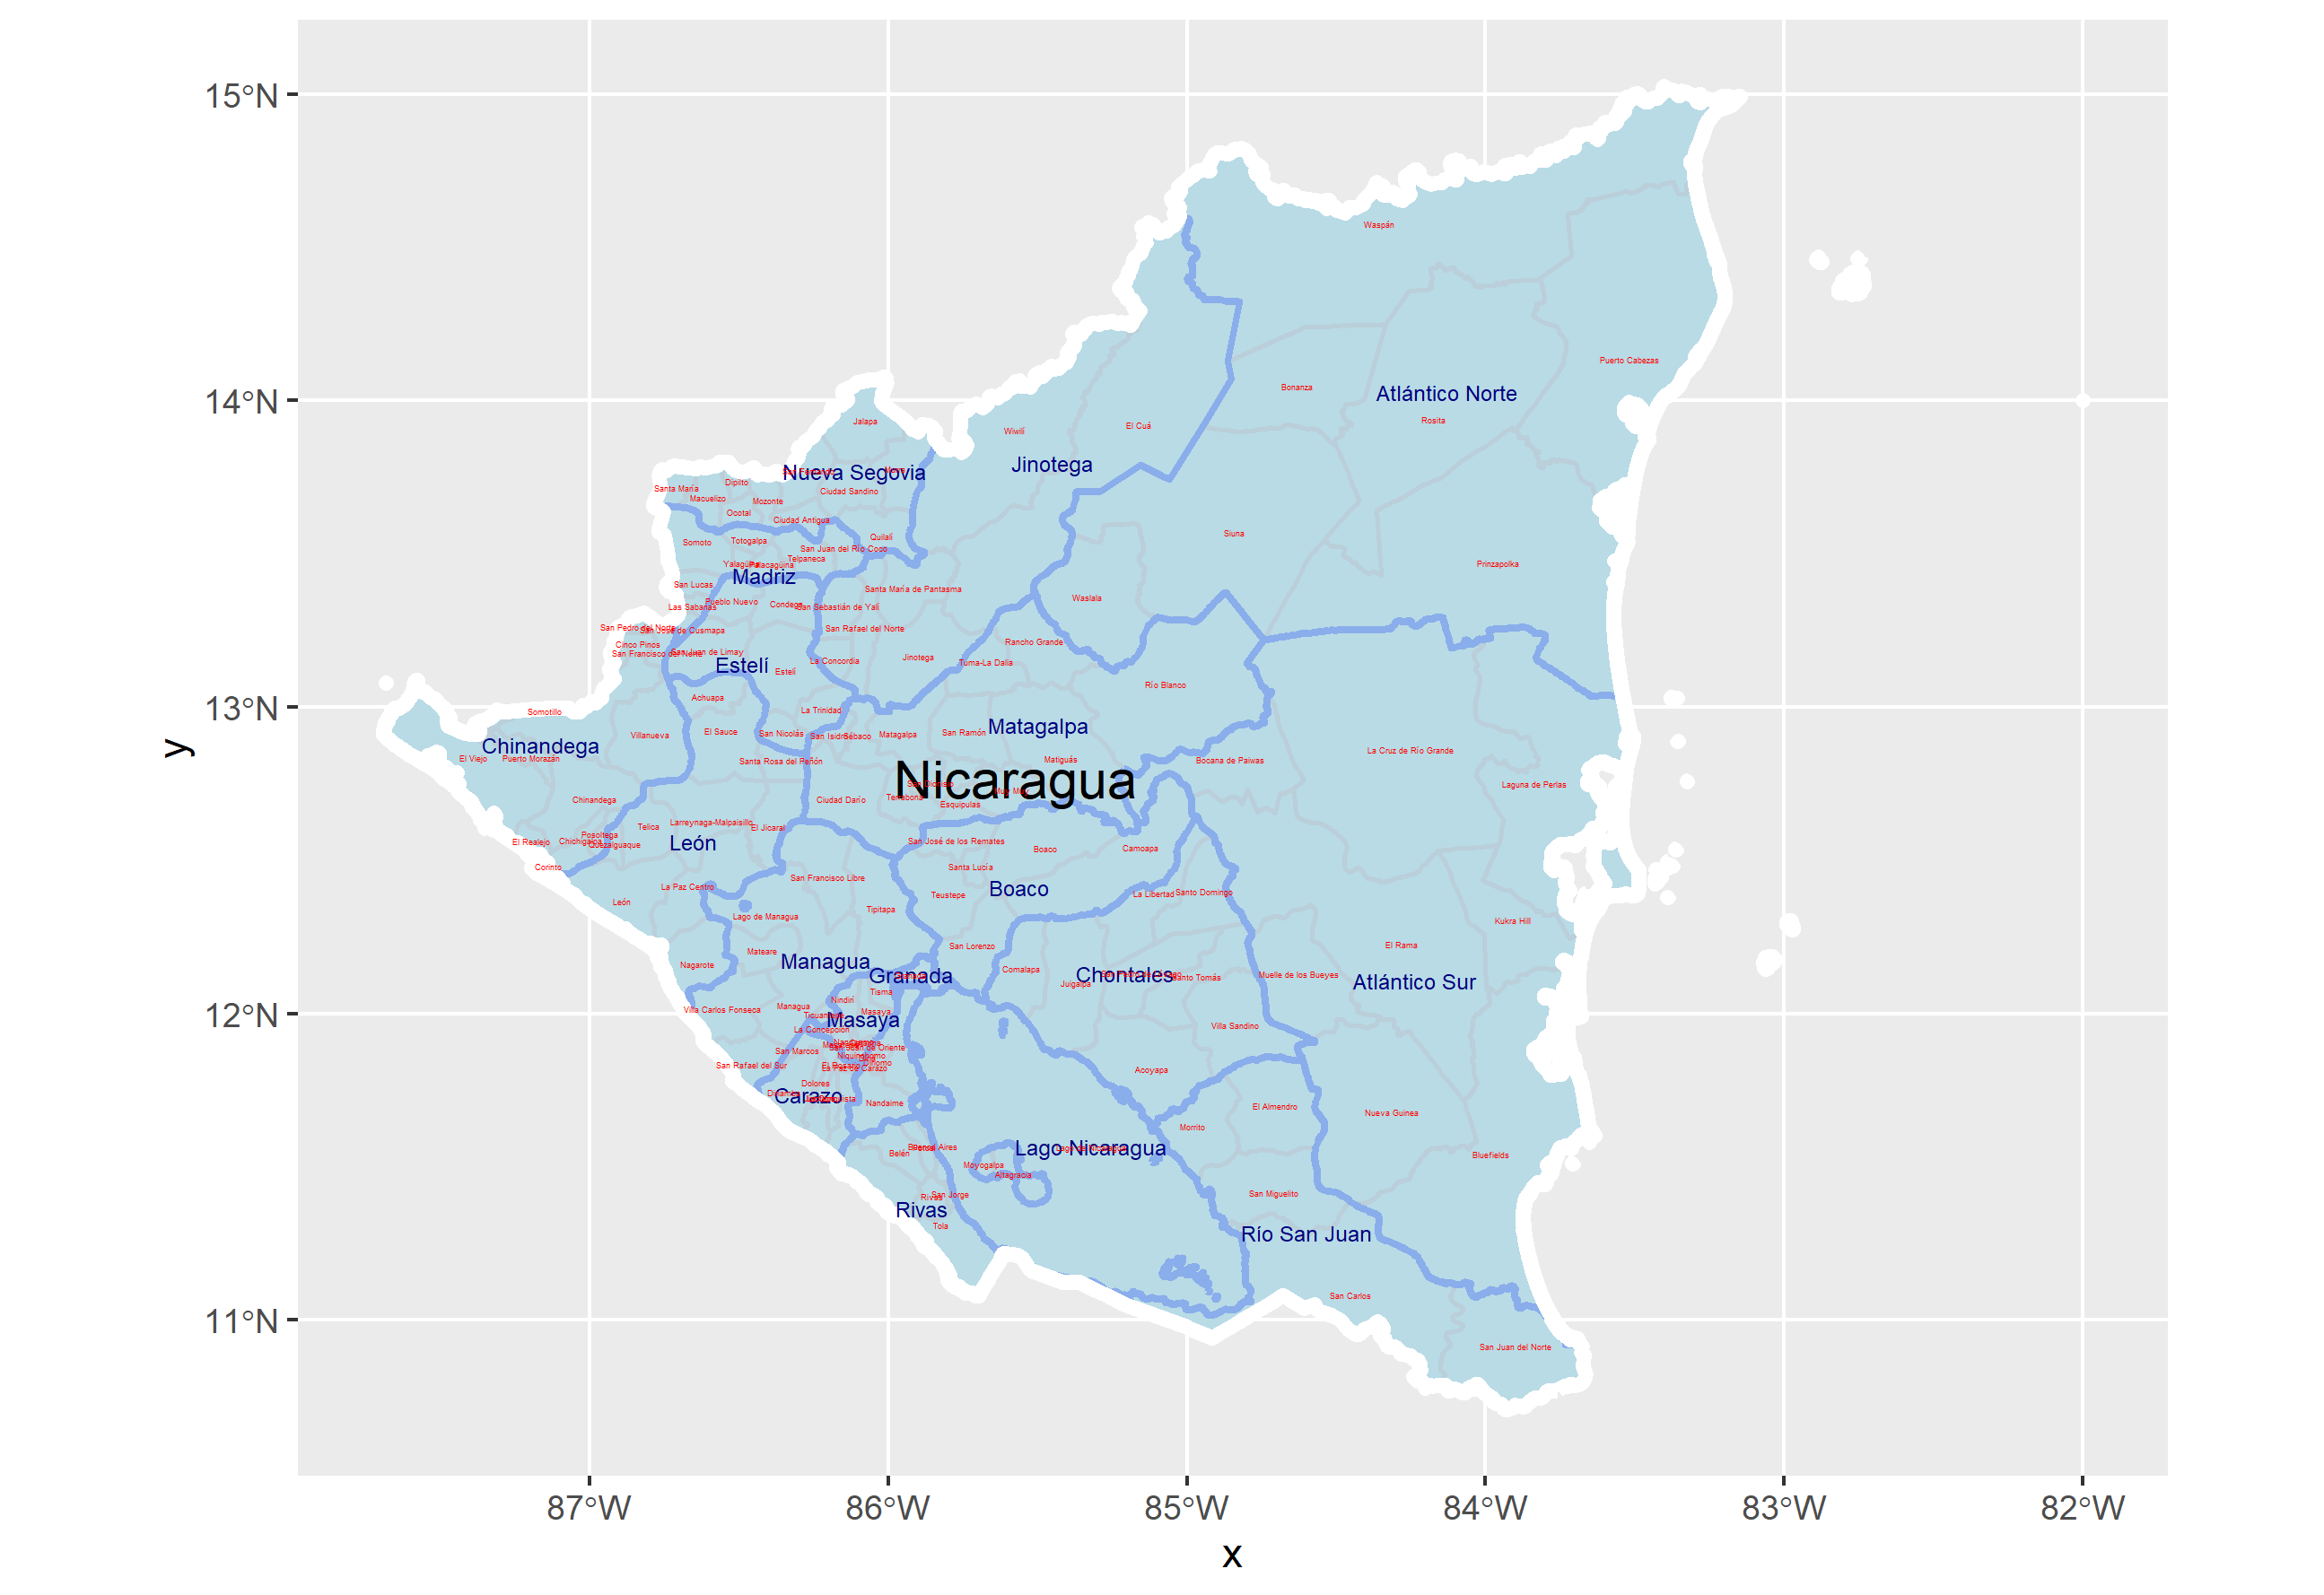 15°N
Waspán
Puerto Cabezas
Bonanza
Atlántico Norte
14°N
Jalapa
Rosita
El Cuá
Wiwilí
Jinotega
Nueva Segovia
Dipilto
Santa María
Ciudad Sandino
Macuelizo
Mozonte
Ocotal
Ciudad Antigua
Siuna
Quilalí
Somoto
Totogalpa
San Juan del Río Coco
Telpaneca
Yalagüina
Palacagüina
Prinzapolka
Madriz
San Lucas
Santa María de Pantasma
Waslala
Pueblo Nuevo
Condega
Las Sabanas
San Sebastián de Yalí
San Pedro del Norte
San José de Cusmapa
San Rafael del Norte
Rancho Grande
Cinco Pinos
San Francisco del Norte
San Juan de Limay
La Concordia
Jinotega
Tuma-La Dalia
Estelí
Estelí
Río Blanco
Achuapa
13°N
Somotillo
La Trinidad
Villanueva
El Sauce
San Nicolás
San Isidro
Sébaco
Matagalpa
San Ramón
Matagalpa
Chinandega
La Cruz de Río Grande
El Viejo
Puerto Morazán
Santa Rosa del Peñón
Matiguás
Bocana de Paiwas
Nicaragua
San Dionisio
Laguna de Perlas
Muy Muy
Chinandega
Ciudad Darío
Terrabona
Esquipulas
Telica
Larreynaga-Malpaisillo
El Jicaral
Posoltega
El Realejo
Chichigalpa
Quezalguaque
León
San José de los Remates
Boaco
Camoapa
Corinto
Santa Lucía
San Francisco Libre
La Paz Centro
Boaco
Teustepe
La Libertad
Santo Domingo
León
Tipitapa
Lago de Managua
Kukra Hill
y
San Lorenzo
El Rama
Mateare
Nagarote
Managua
Comalapa
Granada
Chontales
Santo Tomás
Muelle de los Bueyes
Juigalpa
Atlántico Sur
Tisma
Nindirí
12°N
Villa Carlos Fonseca
Managua
Masaya
Ticuantepe
Masaya
La Concepción
Villa Sandino
San Marcos
San Juan de Oriente
Niquinohomo
San Rafael del Sur
El Rosario
La Paz de Carazo
Diriomo
Acoyapa
Dolores
Diriamba
Carazo
Nandaime
El Almendro
Nueva Guinea
Morrito
Buenos Aires
Belén
Potosí
Lago Nicaragua
Lago de Nicaragua
Bluefields
Moyogalpa
Altagracia
San Jorge
Rivas
San Miguelito
Rivas
Tola
Río San Juan
San Carlos
11°N
San Juan del Norte
87°W
86°W
85°W
84°W
83°W
82°W
x